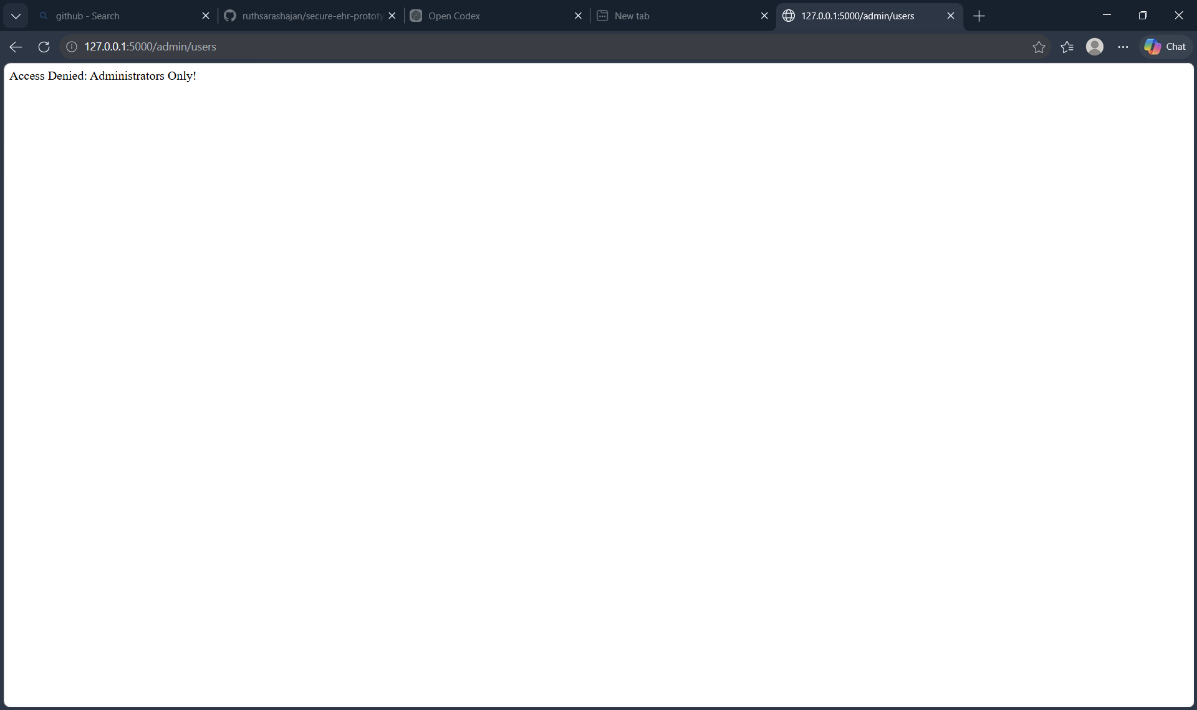 github - Search
ruthsarashajan/secure-ehr-prototy
Open Codex
New tab
127.0.0.1:5000/admin/users
127.0.0.1:5000/admin/users
Chat
Access Denied: Administrators Only!